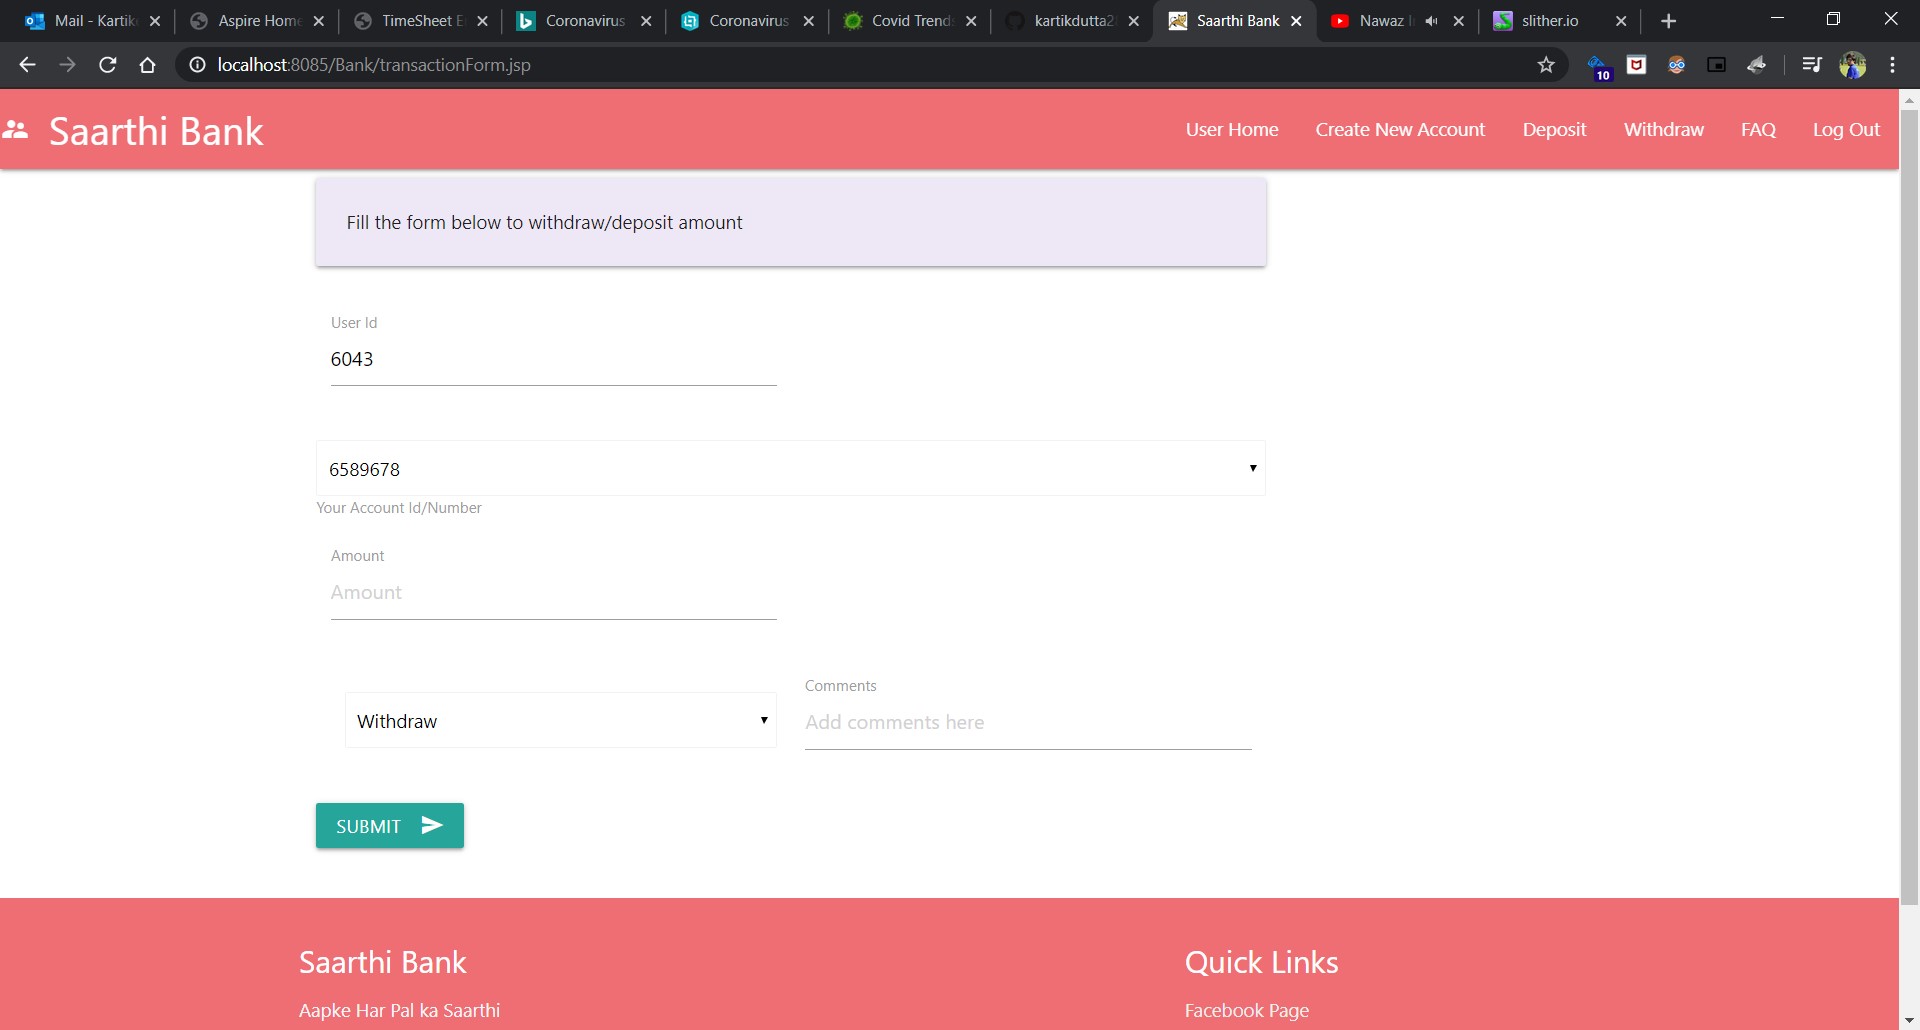 Mail - Kartik Aspire Home TimeSheet E Coronavirus Coronavirus Covid Trends kartikdutta2 Saarthi Bank Nawaz slither.io
localhost:8085/Bank/transactionForm.jsp
10
Saarthi Bank User Home Create New Account Deposit Withdraw FAQ Log Out
Fill the form below to withdraw/deposit amount
User Id
6043
6589678
Your Account Id/Number
Amount
Amount
Comments
Withdraw Add comments here
SUBMIT
Saarthi Bank Quick Links
Aapke Har Pal ka Saarthi Facebook Page